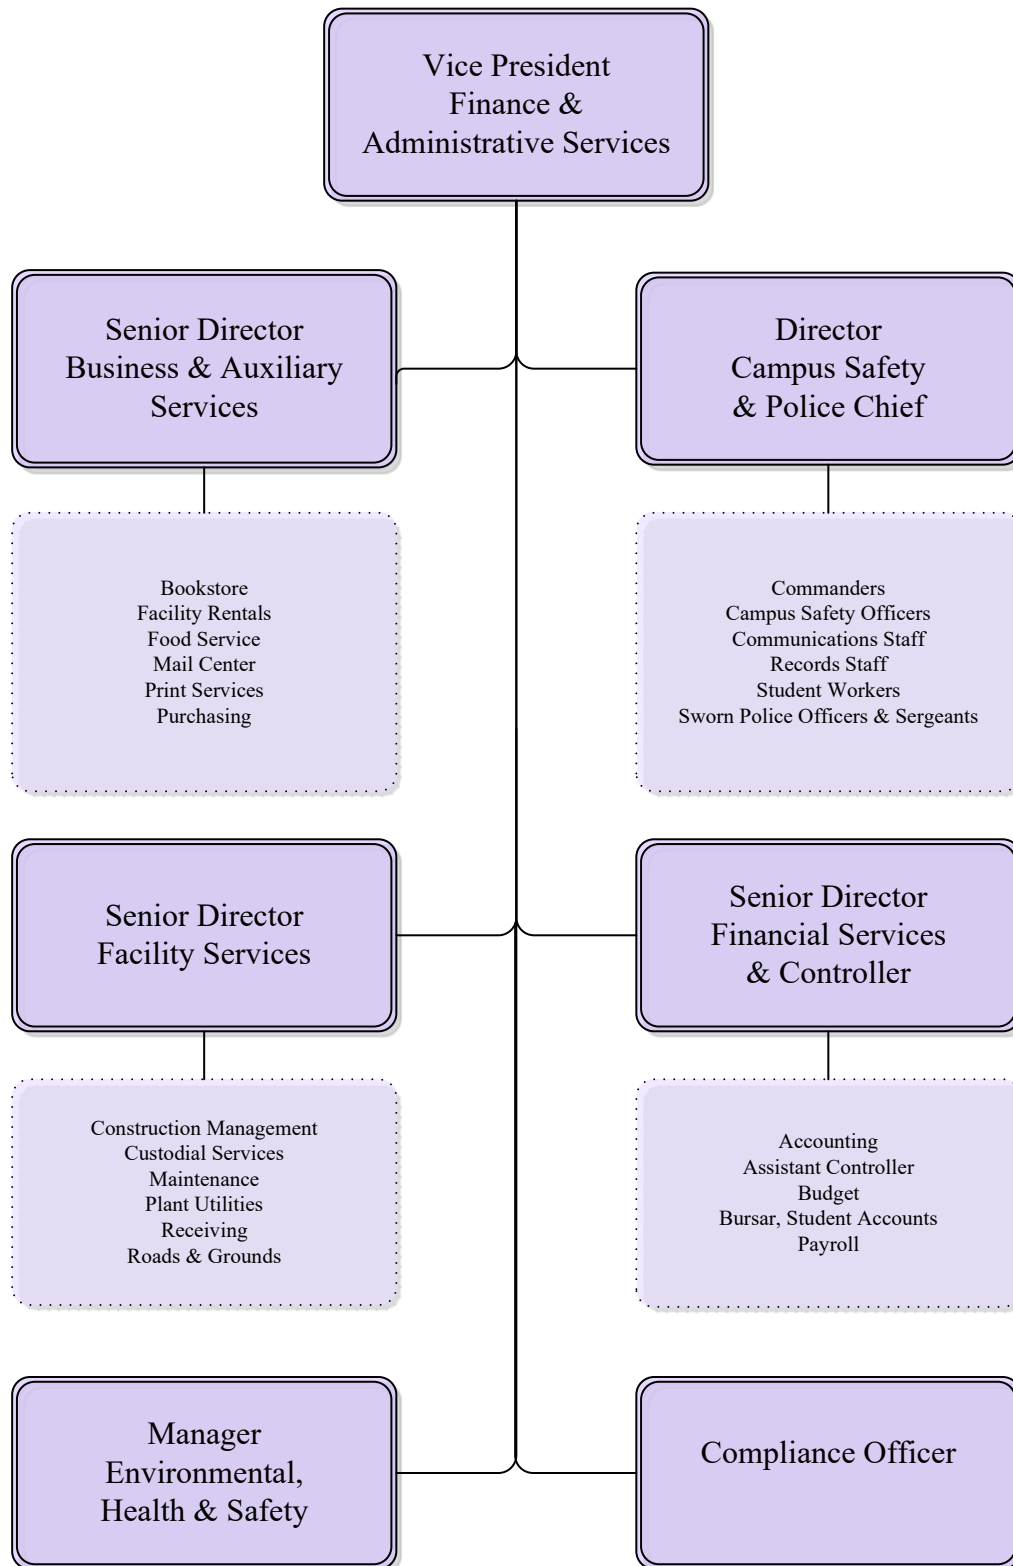 Vice President
Finance &
Administrative Services
Senior Director
Business & Auxiliary
Services
Director
Campus Safety
& Police Chief
Bookstore
Facility Rentals
Food Service
Mail Center
Print Services
Purchasing
Commanders
Campus Safety Officers
Communications Staff
Records Staff
Student Workers
Sworn Police Officers & Sergeants
Senior Director
Facility Services
Senior Director
Financial Services
& Controller
Construction Management
Custodial Services
Maintenance
Plant Utilities
Receiving
Roads & Grounds
Accounting
Assistant Controller
Budget
Bursar, Student Accounts
Payroll
Manager
Environmental,
Health & Safety
Compliance Officer